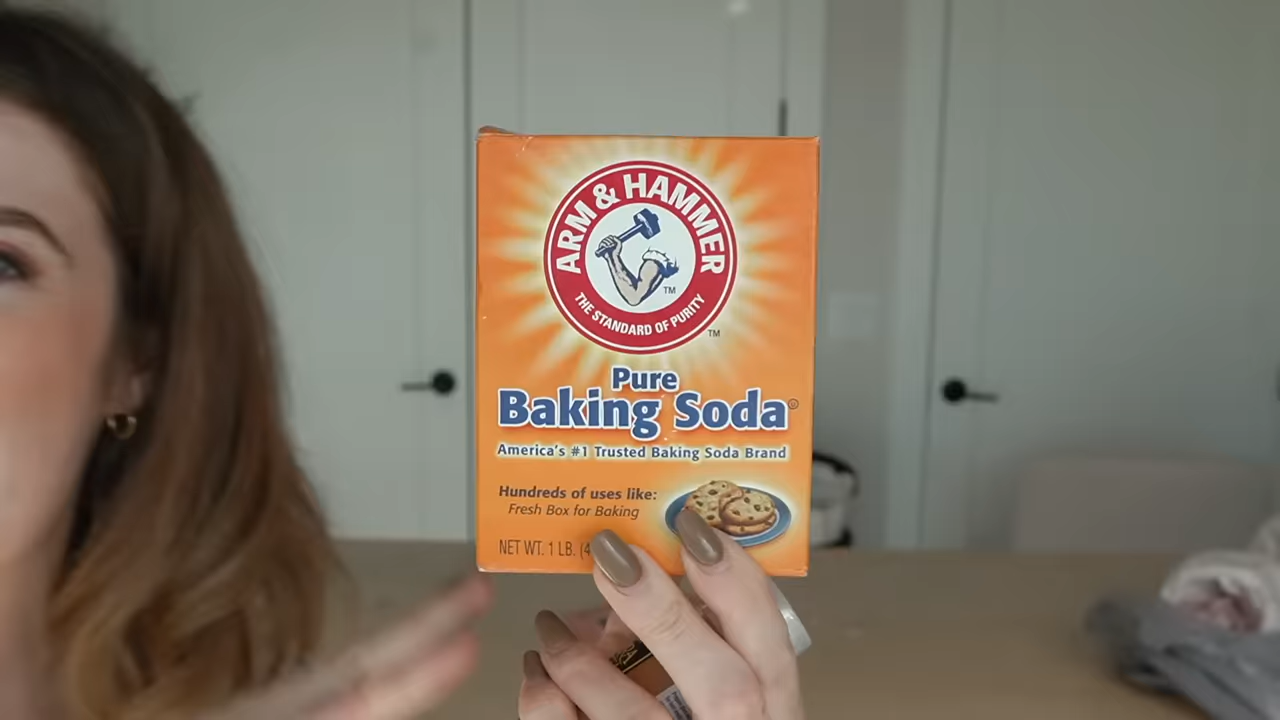 ARM & HAMMER
TM
THE STANDARD OF PURITY
TM
Pure
Baking Soda®
America's #1 Trusted Baking Soda Brand
Hundreds of uses like:
Fresh Box for Baking
NET WT. 1 LB. (4